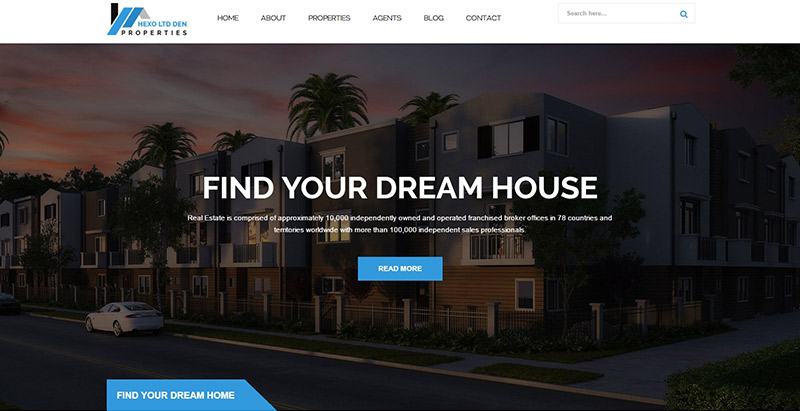 HEXO LTD DEN
PROPERTIES
HOME ABOUT PROPERTIES AGENTS BLOG CONTACT
Search here...
FIND YOUR DREAM HOUSE
Real Estate is comprised of approximately 10,000 independently owned and operated franchised broker offices in 78 countries and
territories worldwide with more than 100,000 independent sales professionals.
READ MORE
FIND YOUR DREAM HOME